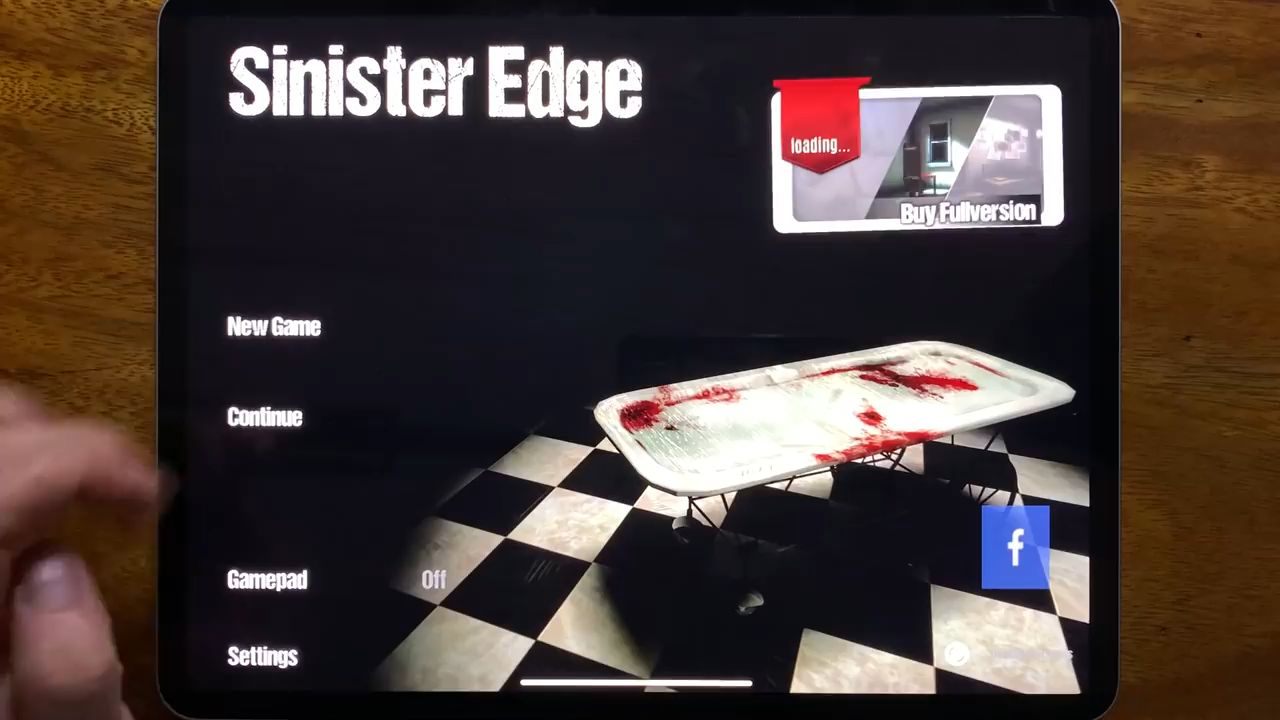 Sinister Edge
loading...
Buy Fullversion
New Game
Continue
Gamepad Off
Settings